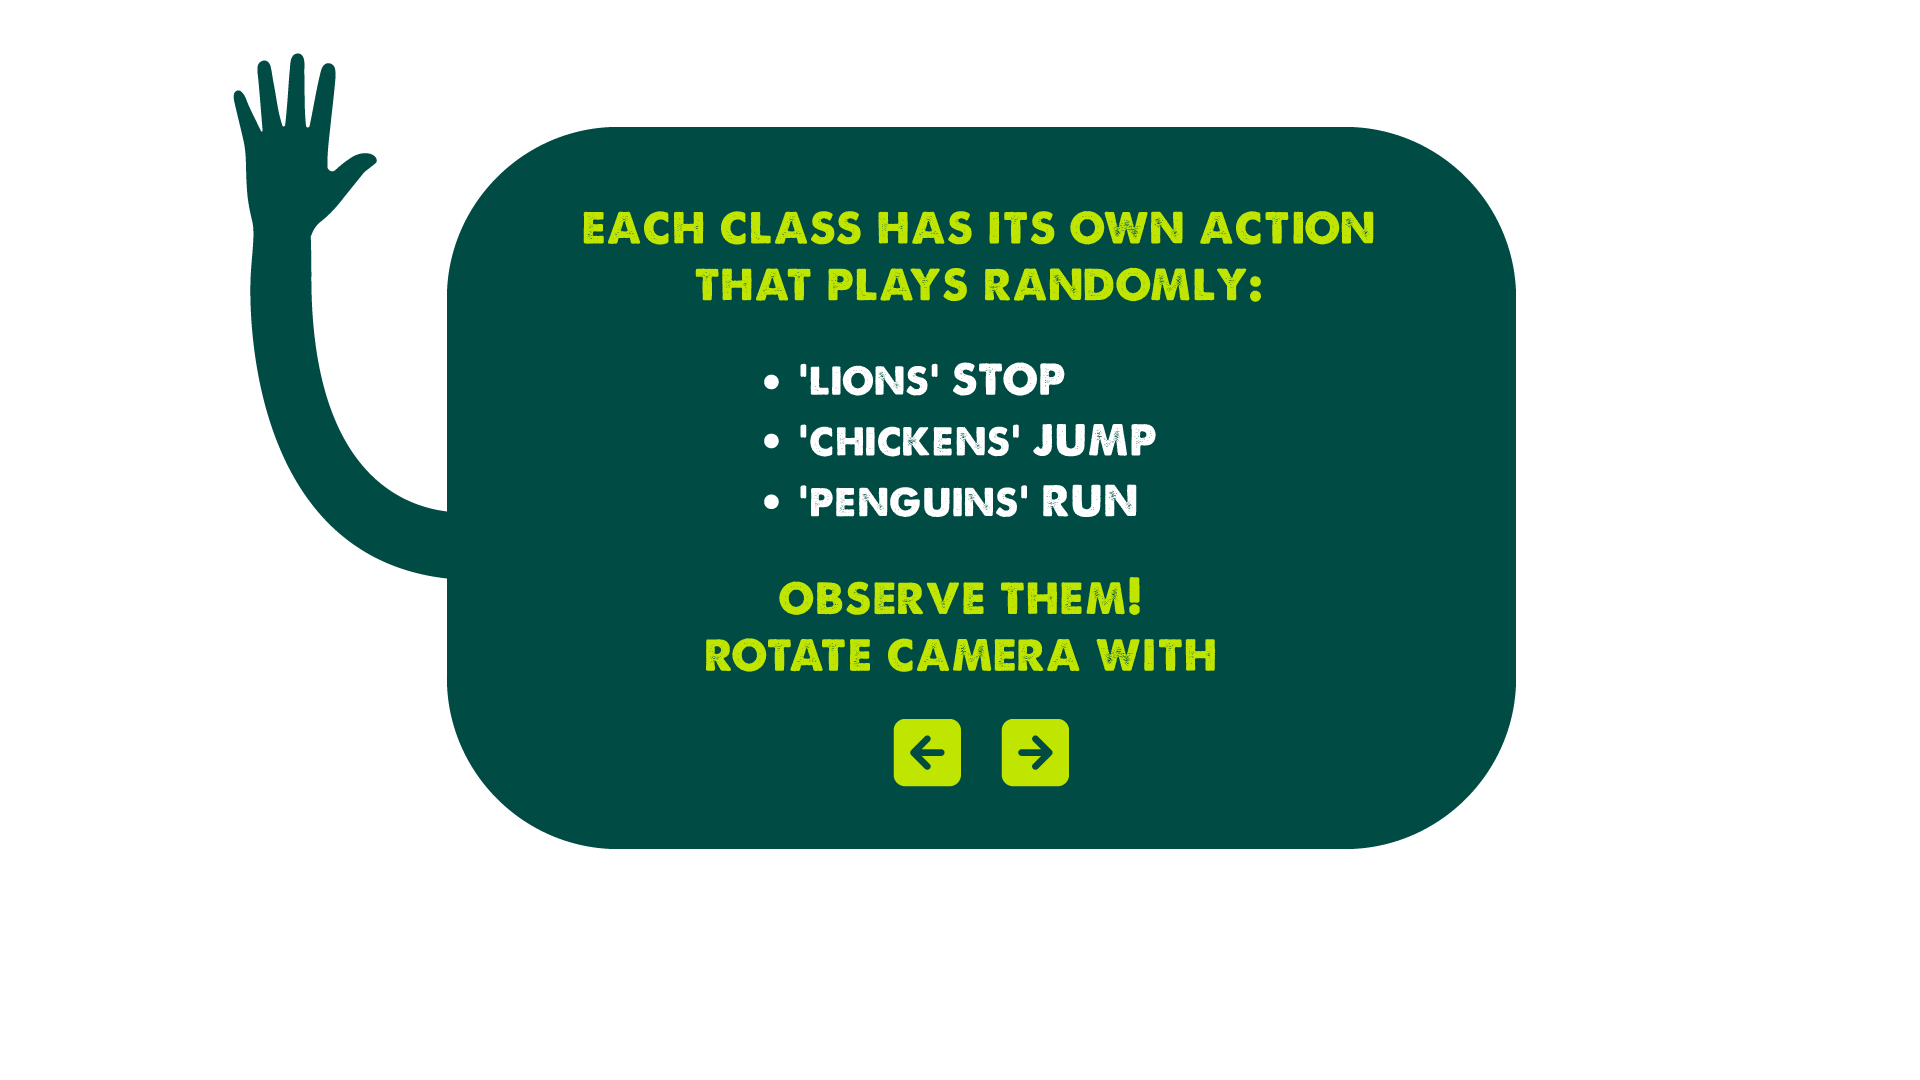 EACH CLASS HAS ITS OWN ACTION
THAT PLAYS RANDOMLY:
• 'LIONS' STOP
• 'CHICKENS' JUMP
• 'PENGUINS' RUN
OBSERVE THEM!
ROTATE CAMERA WITH
← →